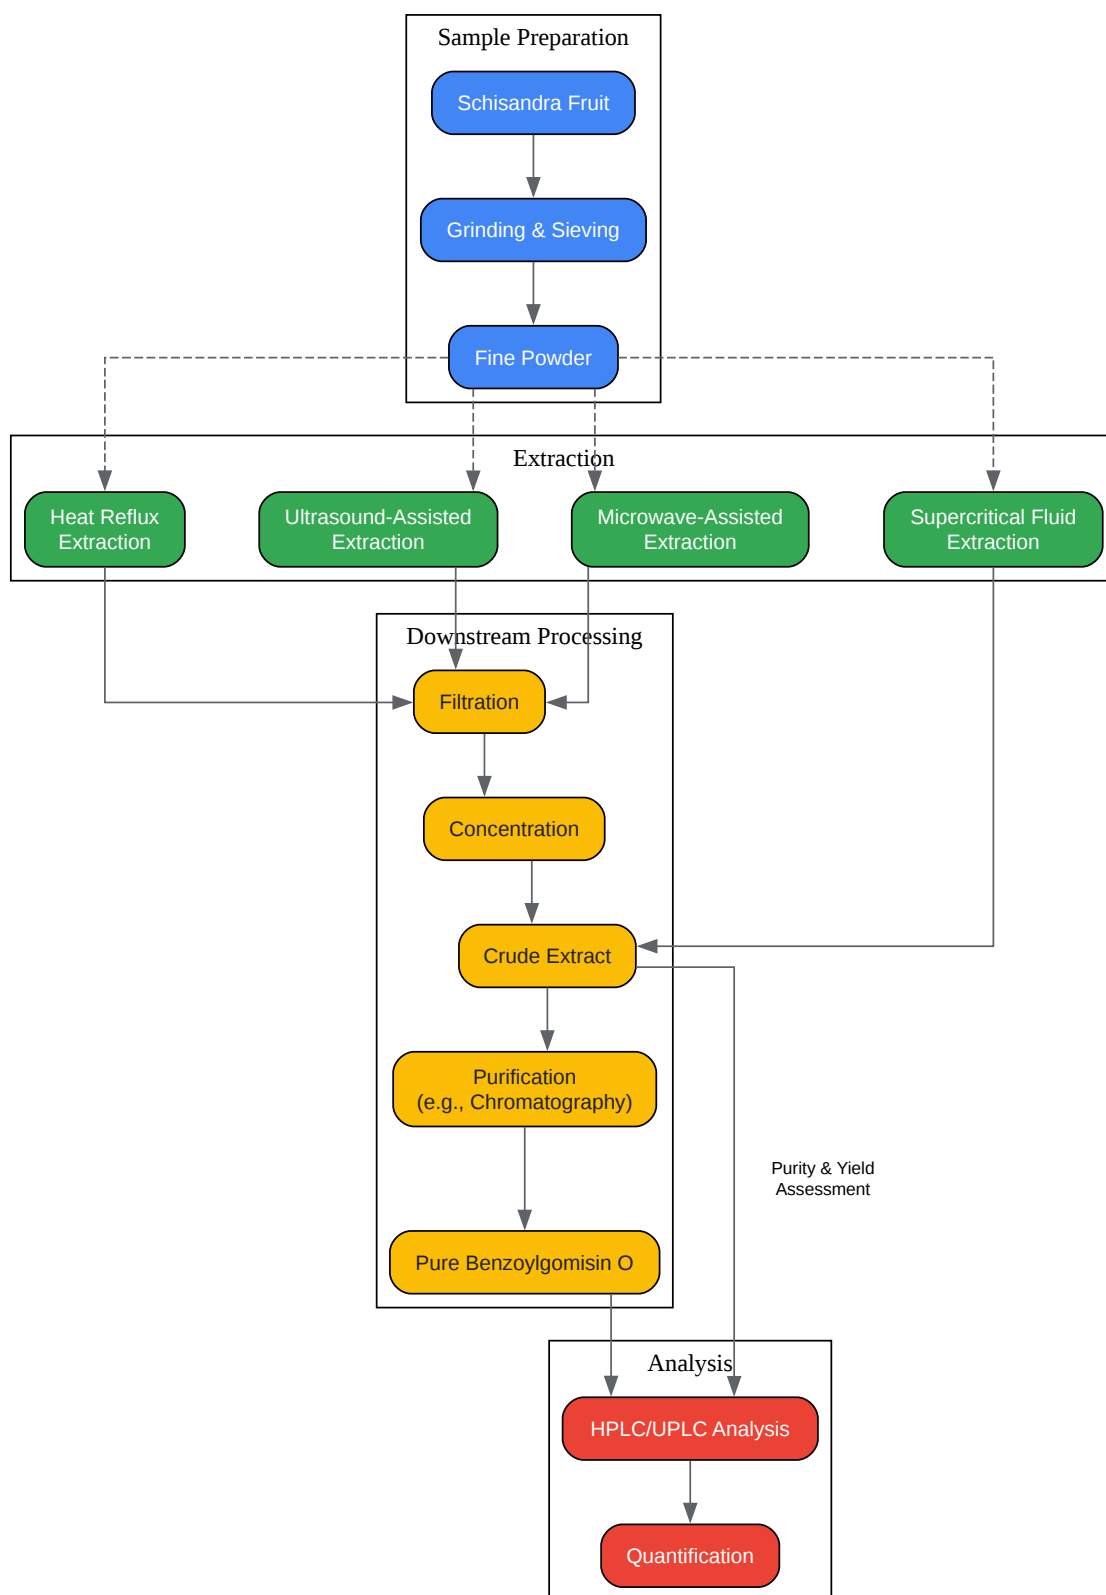 Sample Preparation
Schisandra Fruit
Grinding & Sieving
Fine Powder
Extraction
Heat Reflux
Extraction
Ultrasound-Assisted
Extraction
Microwave-Assisted
Extraction
Supercritical Fluid
Extraction
Downstream Processing
Filtration
Concentration
Crude Extract
Purification
(e.g., Chromatography)
Purity & Yield
Assessment
Pure Benzoylgomisin O
Analysis
HPLC/UPLC Analysis
Quantification